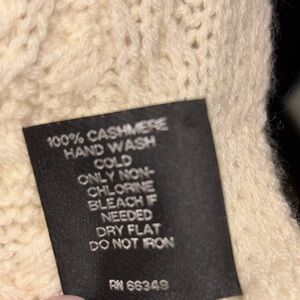 100% CASHMERE
HAND WASH
COLD
ONLY NON-
CHLORINE
BLEACH IF
NEEDED
DRY FLAT
DO NOT IRON
RN 66349